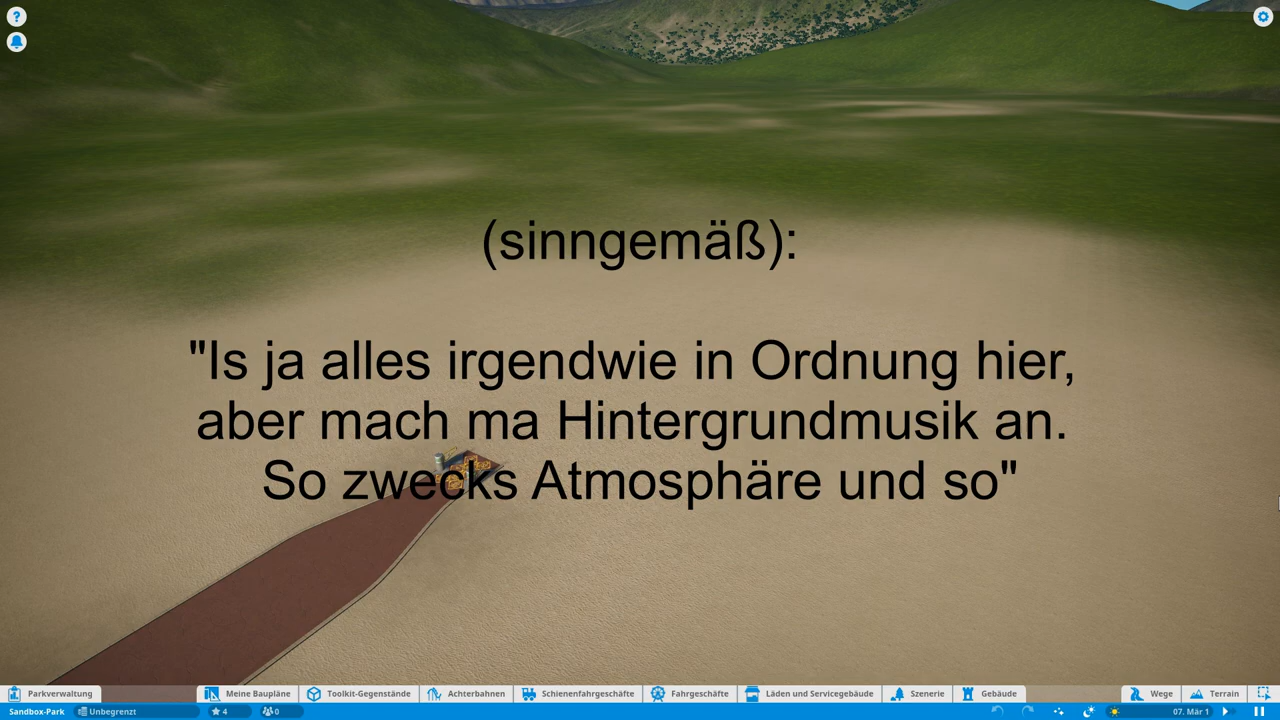 (sinngemäß):
"Is ja alles irgendwie in Ordnung hier,
aber mach ma Hintergrundmusik an.
So zwecks Atmosphäre und so"
Parkverwaltung Meine Baupläne Toolkit-Gegenstände Achterbahnen Schienenfahrgeschäfte Fahrgeschäfte Läden und Servicegebäude Szenerie Gebäude Wege Terrain
Sandbox-Park Unbegrenzt 4 0 07. Mär 1